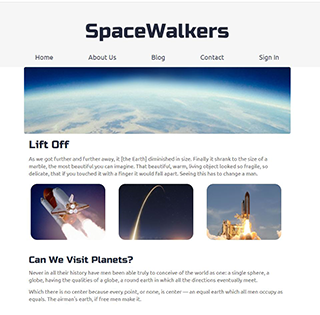 SpaceWalkers
Home About Us Blog Contact Sign In
Lift Off
As we got further and further away, it [the Earth] diminished in size. Finally it shrank to the size of a
marble, the most beautiful you can imagine. That beautiful, warm, living object looked so fragile, so
delicate, that if you touched it with a finger it would fall apart. Seeing this has to change a man.
Can We Visit Planets?
Never in all their history have men been able truly to conceive of the world as one: a single sphere, a
globe, having the qualities of a globe, a round earth in which all the directions eventually meet.
Which there is no center because every point, or none, is center — an equal earth which all men occupy as
equals. The airman's earth, if free men make it.